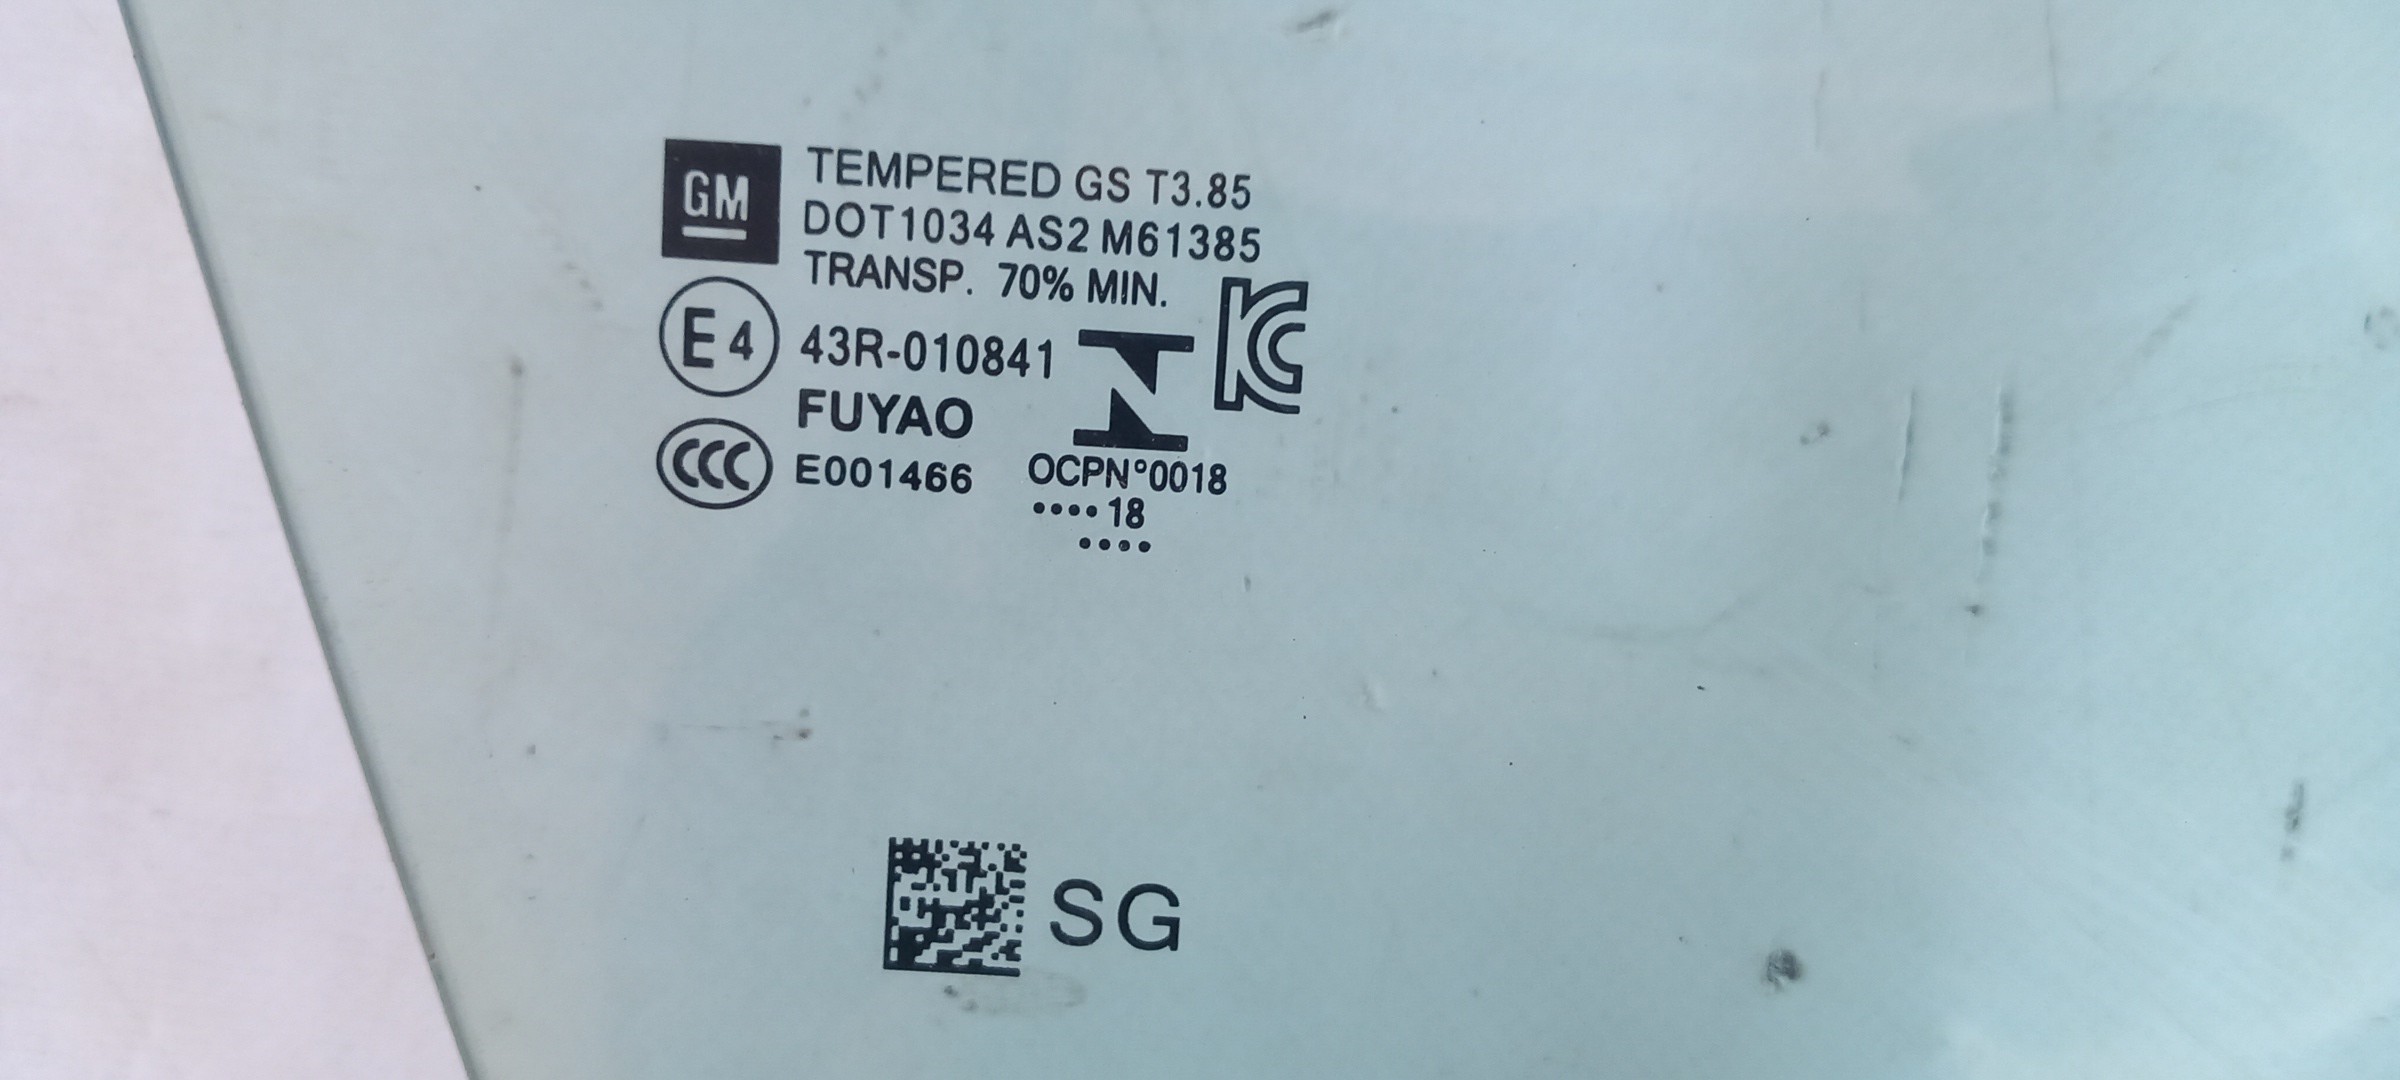 GM
TEMPERED GS T3.85
DOT1034 AS2 M61385
TRANSP. 70% MIN.
E4 43R-010841
KC
FUYAO
CCC E001466
OCPN°0018
....18
....
SG